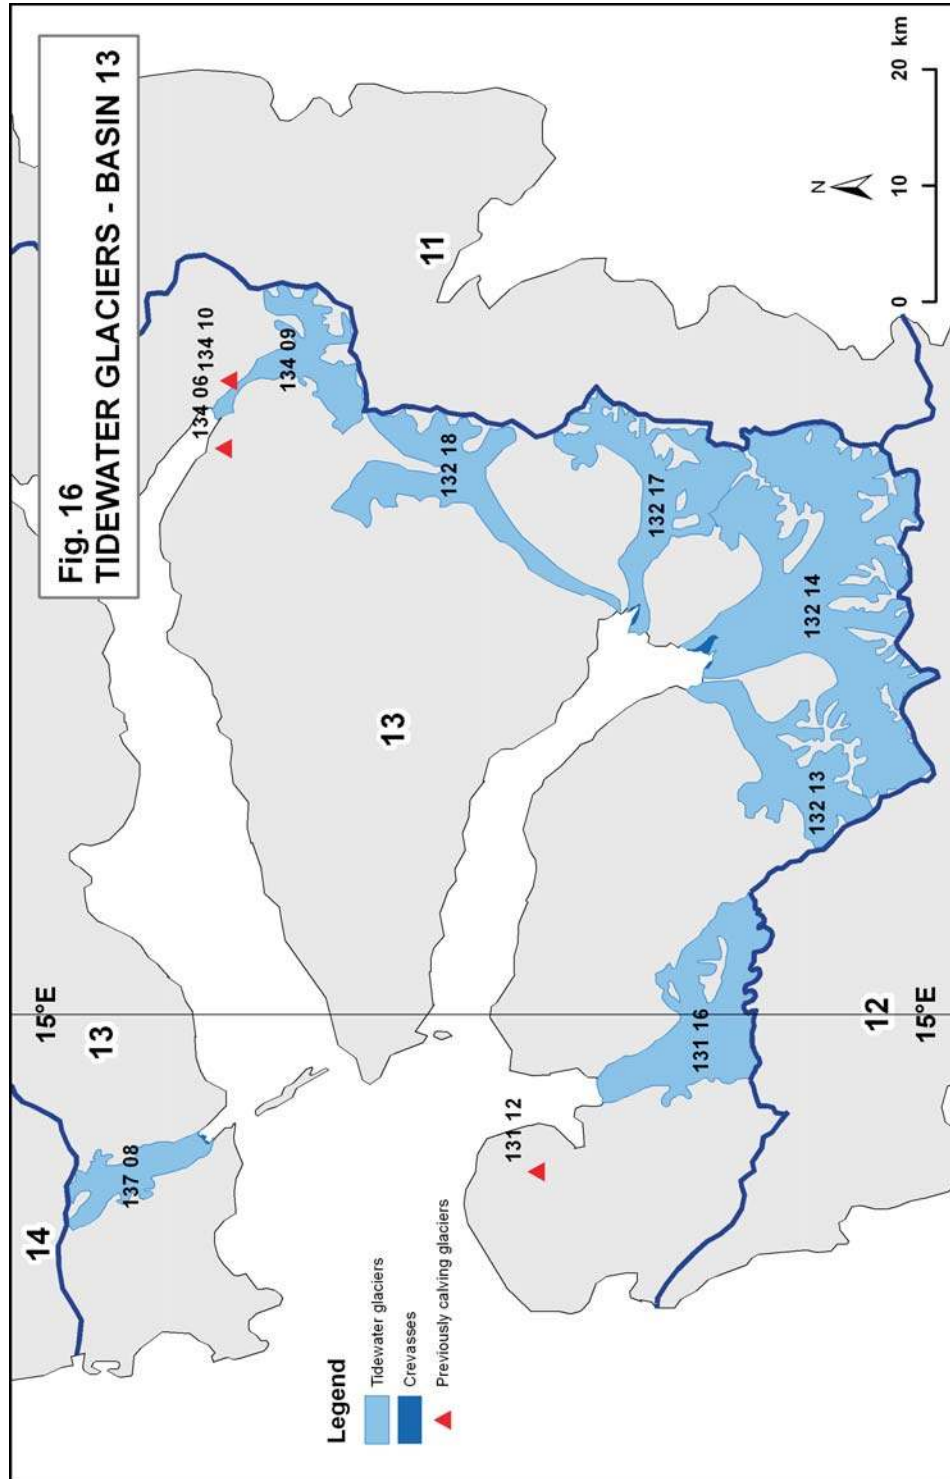 Fig. 16
TIDEWATER GLACIERS - BASIN 13
14
13
15°E
137 08
134 06
134 10
134 09
11
13
132 18
132 17
132 14
132 13
131 16
131 12
12
15°E
Legend
Tidewater glaciers
Crevasses
Previously calving glaciers
N
0 10 20 km